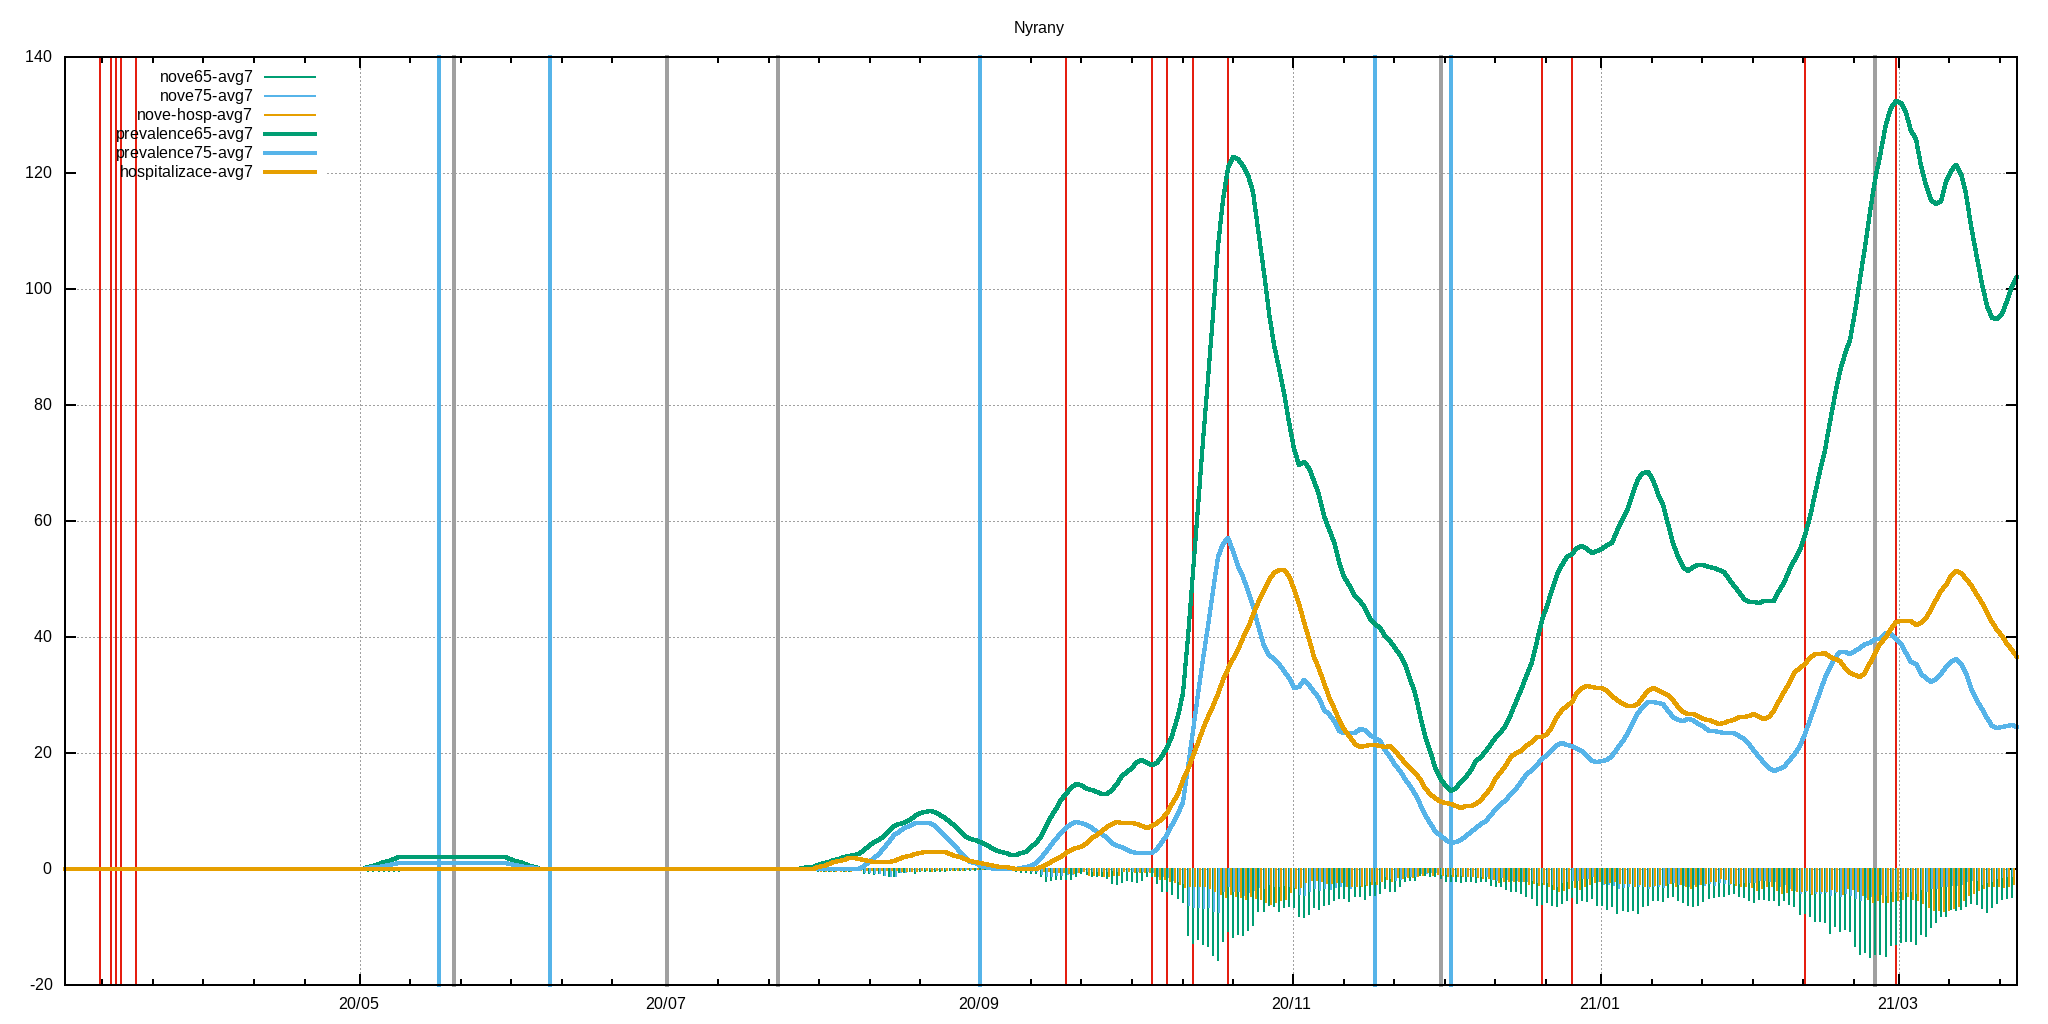 Nyrany
140
120
100
80
60
40
20
0
-20
nove65-avg7
nove75-avg7
nove-hosp-avg7
prevalence65-avg7
prevalence75-avg7
hospitalizace-avg7
20/05
20/07
20/09
20/11
21/01
21/03